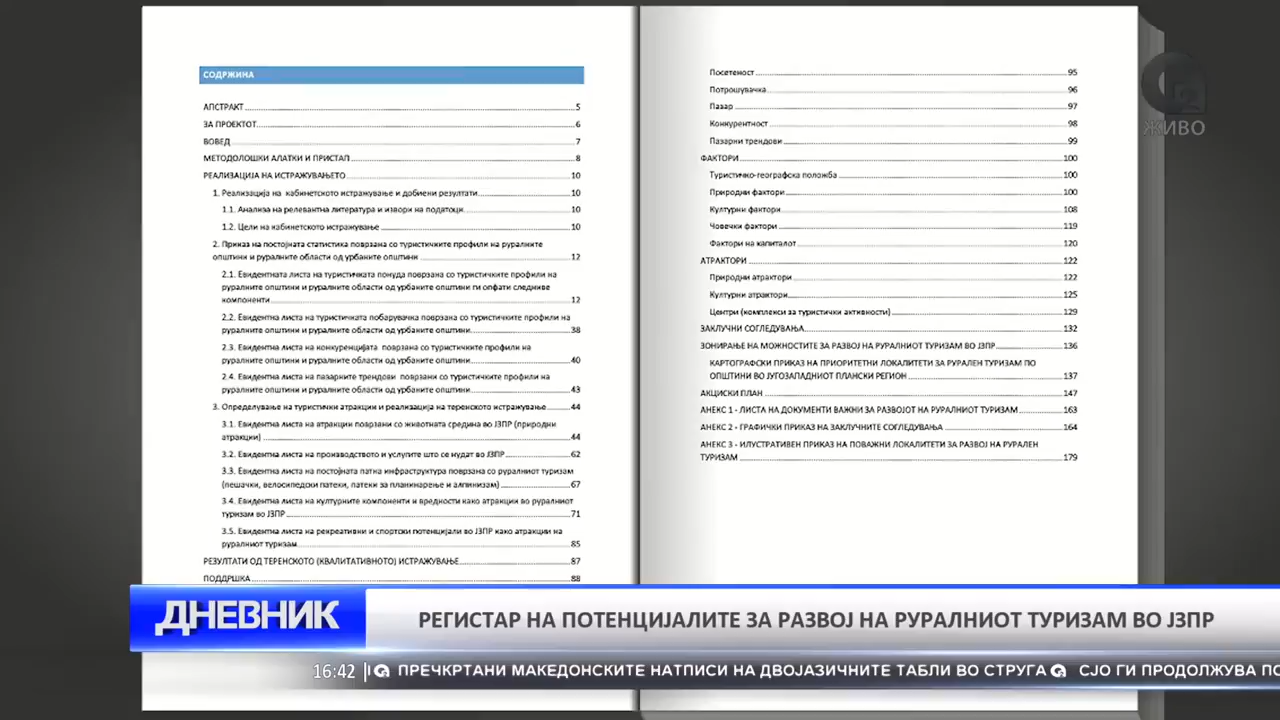 СОДРЖИНА
АПСТРАКТ 5
ЗА ПРОЕКТОТ 6
ВОВЕД 7
МЕТОДОЛОШКИ АЛАТКИ И ПРИСТАП 8
РЕАЛИЗАЦИЈА НА ИСТРАЖУВАЊЕТО 10
1. Реализација на кабинетското истражување и добиени резултати 10
1.1. Анализа на релевантна литература и извори на податоци 10
1.2. Цели на кабинетското истражување 10
2. Приказ на постојната статистика поврзана со туристичките профили на руралните
општини и руралните области од урбаните општини 12
2.1. Евидентната листа на туристичката понуда поврзана со туристичките профили на
руралните општини и руралните области од урбаните општини ги опфати следниве
компоненти 12
2.2. Евидентна листа на туристичката побарувачка поврзана со туристичките профили на
руралните општини и руралните области од урбаните општини. 38
2.3. Евидентна листа на конкуренцијата поврзана со туристичките профили на
руралните општини и руралните области од урбаните општини 40
2.4. Евидентна листа на пазарните трендови поврзани со туристичките профили на
руралните општини и руралните области од урбаните општини 43
3. Определување на туристички атракции и реализација на теренското истражување 44
3.1. Евидентна листа на атракции поврзани со животната средина во ЈЗПР (природни
атракции) 44
3.2. Евидентна листа на производството и услугите што се нудат во ЈЗПР 62
3.3. Евидентна листа на постојната патна инфраструктура поврзана со руралниот туризам
(пешачки, велосипедски патеки, патеки за планинарење и алпинизам) 67
3.4. Евидентна листа на културните компоненти и вредности како атракции во руралниот
туризам во ЈЗПР 71
3.5. Евидентна листа на рекреативни и спортски потенцијали во ЈЗПР како атракции на
руралниот туризам 85
РЕЗУЛТАТИ ОД ТЕРЕНСКОТО (КВАЛИТАТИВНОТО) ИСТРАЖУВАЊЕ 87
ПОДДРШКА 88
Посетеност 95
Потрошувачка 96
Пазар 97
Конкурентност 98
Пазарни трендови 99
ФАКТОРИ 100
Туристичко-географска положба 100
Природни фактори 100
Културни фактори 108
Човечки фактори 119
Фактори на капиталот 120
АТРАКТОРИ 122
Природни атрактори 122
Културни атрактори 125
Центри (комплекси за туристички активности) 129
ЗАКЛУЧНИ СОГЛЕДУВАЊА 132
ЗОНИРАЊЕ НА МОЖНОСТИТЕ ЗА РАЗВОЈ НА РУРАЛНИОТ ТУРИЗАМ ВО ЈЗПР 136
КАРТОГРАФСКИ ПРИКАЗ НА ПРИОРИТЕТНИ ЛОКАЛИТЕТИ ЗА РУРАЛЕН ТУРИЗАМ ПО
ОПШТИНИ ВО ЈУГОЗАПАДНИОТ ПЛАНСКИ РЕГИОН 137
АКЦИСКИ ПЛАН 147
АНЕКС 1 - ЛИСТА НА ДОКУМЕНТИ ВАЖНИ ЗА РАЗВОЈОТ НА РУРАЛНИОТ ТУРИЗАМ 163
АНЕКС 2 - ГРАФИЧКИ ПРИКАЗ НА ЗАКЛУЧНИТЕ СОГЛЕДУВАЊА 164
АНЕКС 3 - ИЛУСТРАТИВЕН ПРИКАЗ НА ПОВАЖНИ ЛОКАЛИТЕТИ ЗА РАЗВОЈ НА РУРАЛЕН
ТУРИЗАМ 179
ЖИВО
ДНЕВНИК
РЕГИСТАР НА ПОТЕНЦИЈАЛИТЕ ЗА РАЗВОЈ НА РУРАЛНИОТ ТУРИЗАМ ВО ЈЗПР
16:42 ПРЕЧКРТАНИ МАКЕДОНСКИТЕ НАТПИСИ НА ДВОЈАЗИЧНИТЕ ТАБЛИ ВО СТРУГА СЈО ГИ ПРОДОЛЖУВА ПО